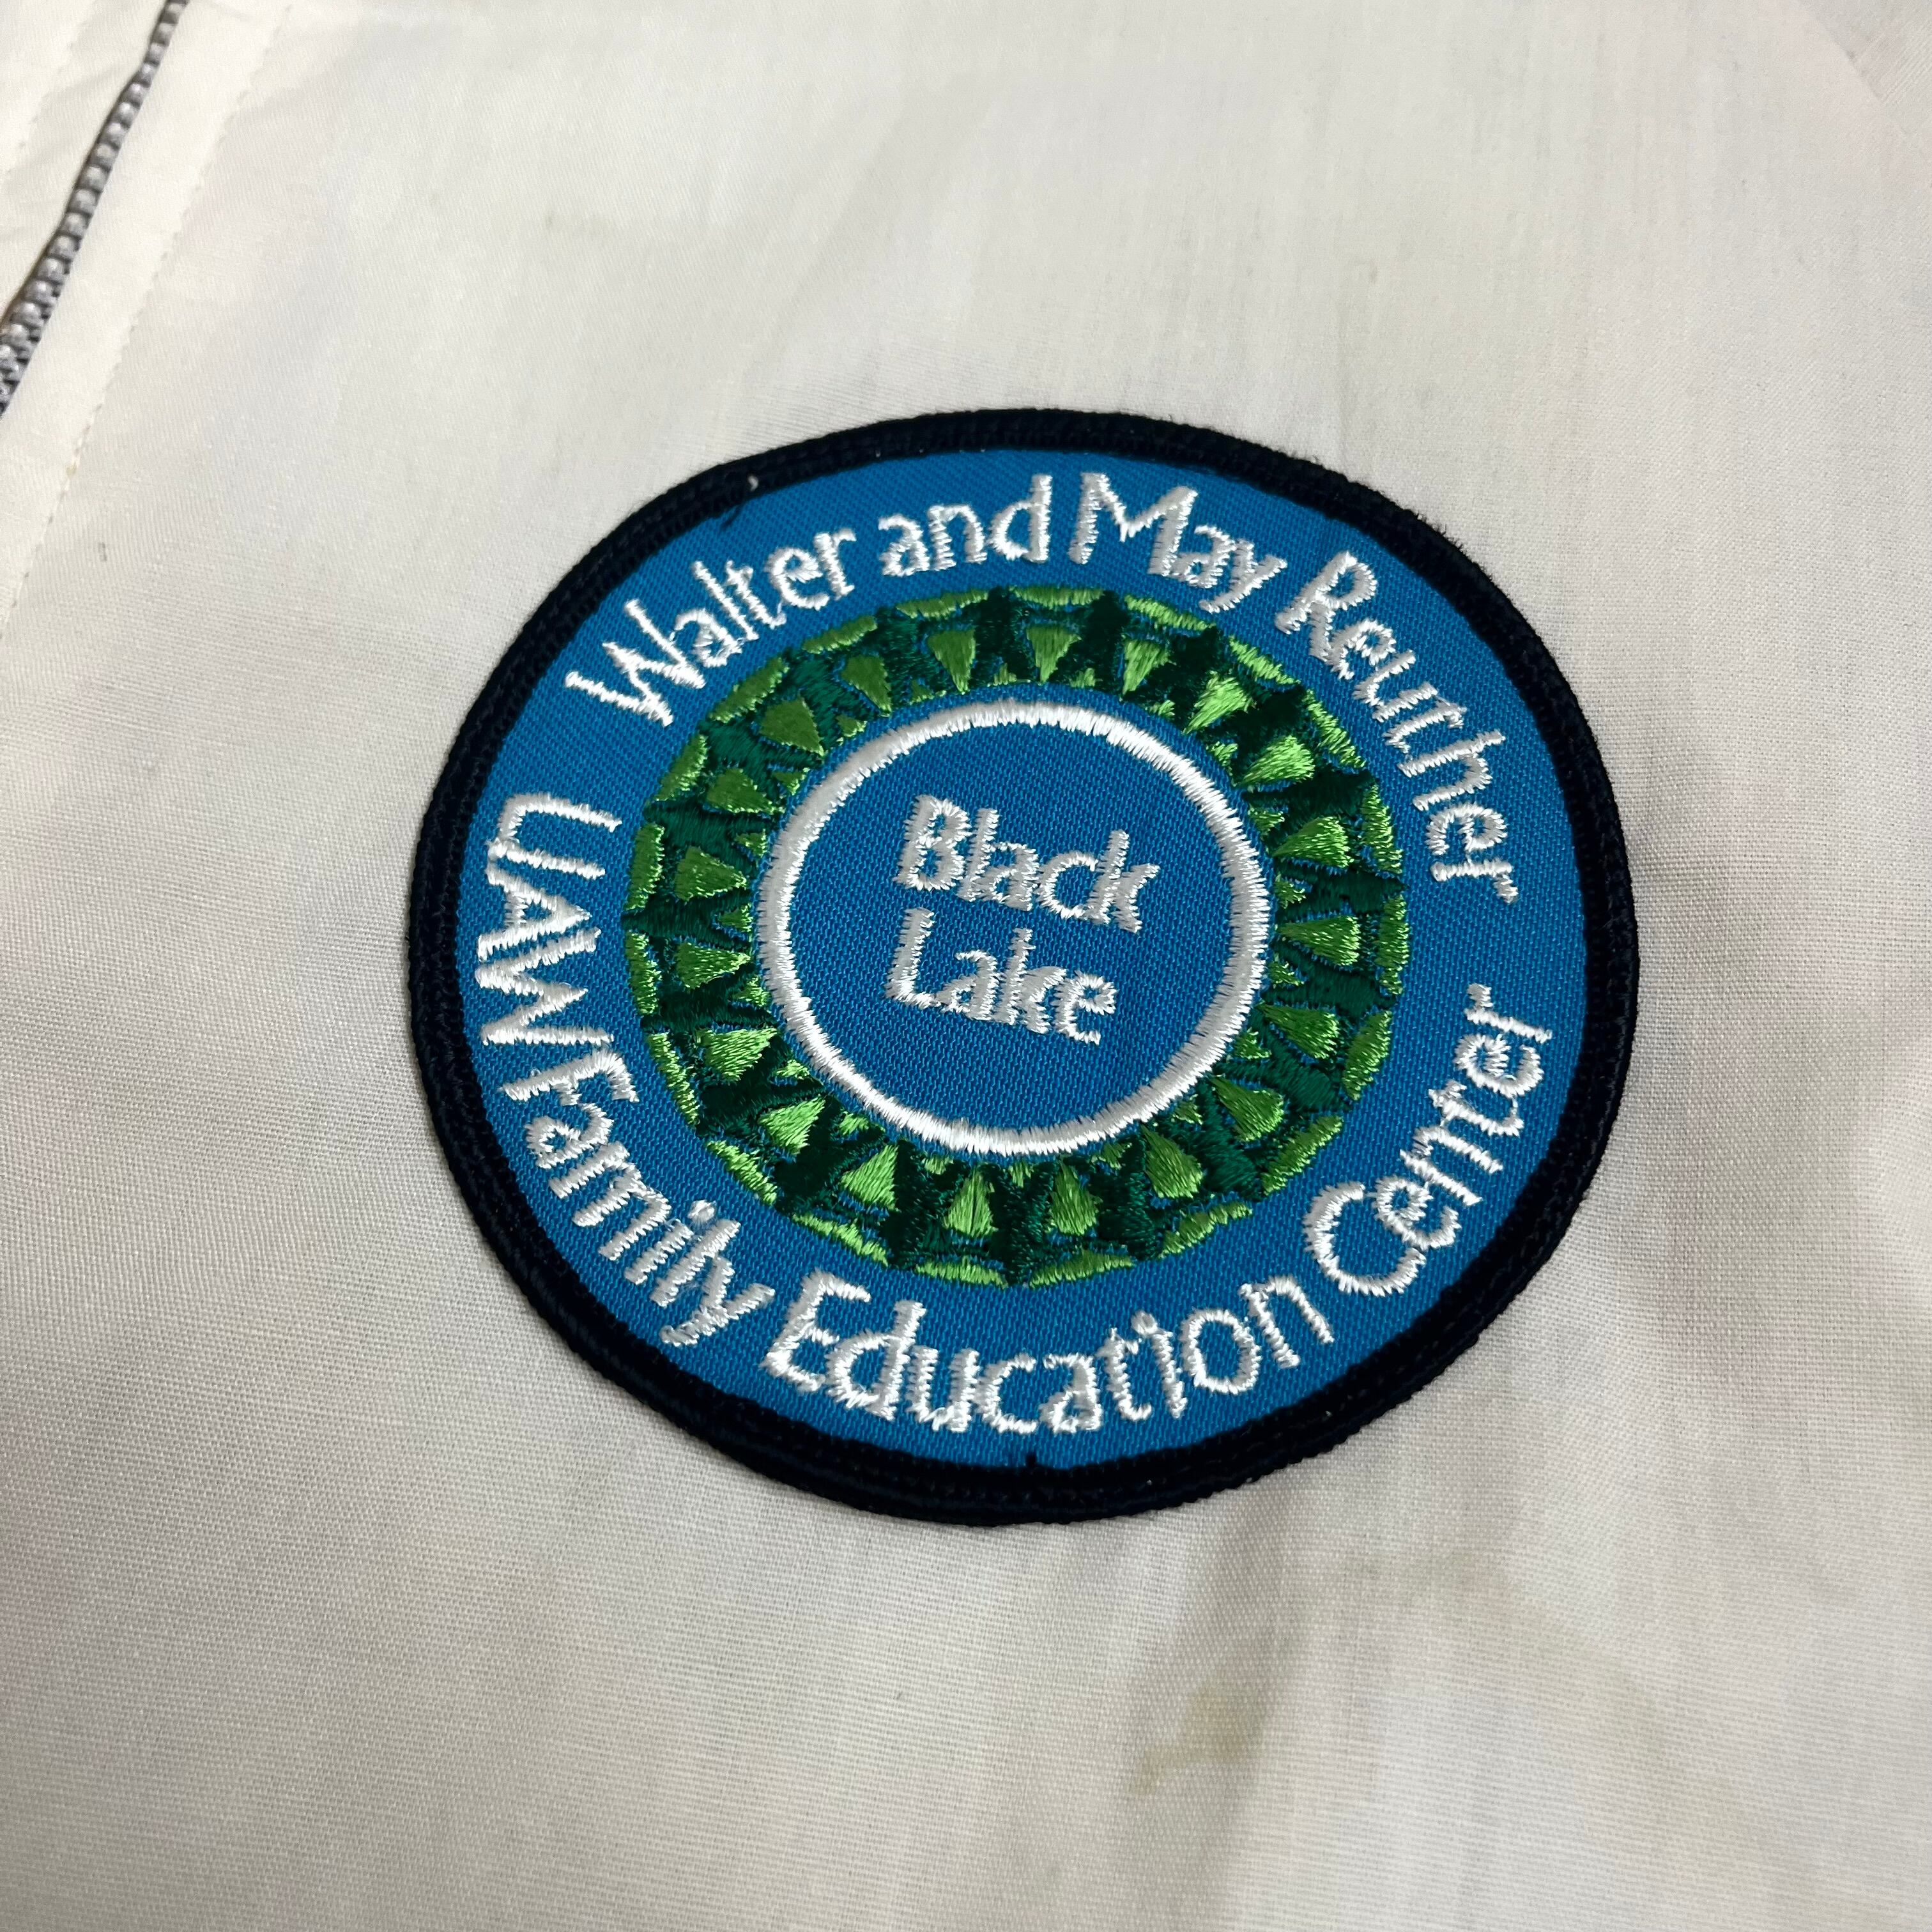 Walter and May Reuther
Black
Lake
UAW Family Education Center